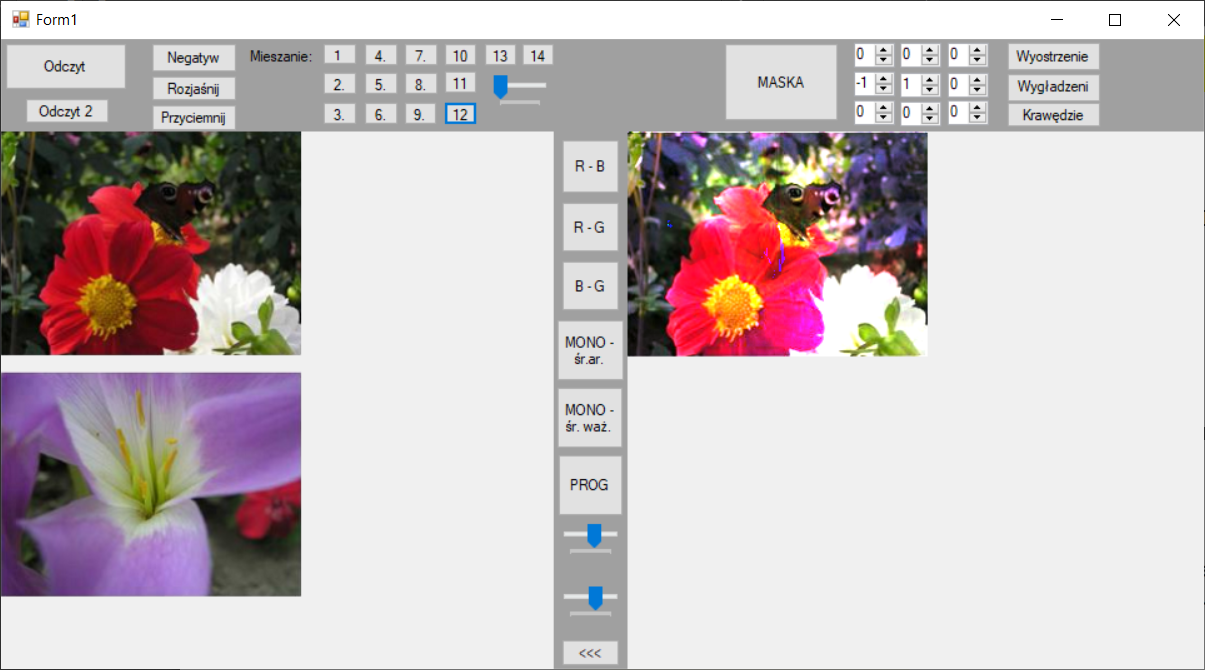 Form1
Odczyt
Odczyt 2
Negatyw
Rozjaśnij
Przyciemnij
Mieszanie:
1 4. 7. 10 13 14
2. 5. 8. 11
3. 6. 9. 12
MASKA
0 0 0
-1 1 0
0 0 0
Wyostrzenie
Wygładzeni
Krawędzie
R - B
R - G
B - G
MONO -
śr.ar.
MONO -
śr. waż.
PROG
<<<